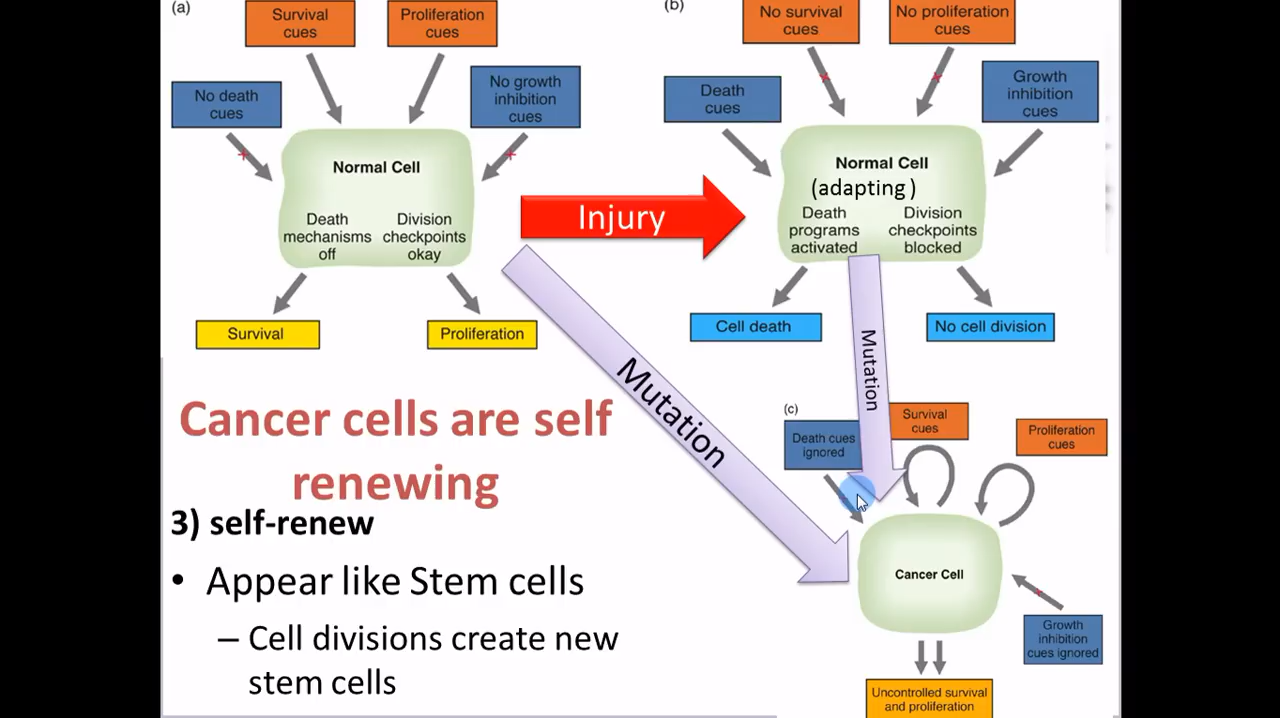 (a)
Survival
cues
Proliferation
cues
No death
cues
No growth
inhibition
cues
Normal Cell
Death
mechanisms
off
Division
checkpoints
okay
Survival
Proliferation
Injury
(b)
No survival
cues
No proliferation
cues
Death
cues
Growth
inhibition
cues
Normal Cell
(adapting )
Death
programs
activated
Division
checkpoints
blocked
Cell death
No cell division
Mutation
Mutation
Cancer cells are self
renewing
3) self-renew
• Appear like Stem cells
– Cell divisions create new
stem cells
(c)
Death cues
ignored
Survival
cues
Proliferation
cues
Cancer Cell
Growth
inhibition
cues ignored
Uncontrolled survival
and proliferation